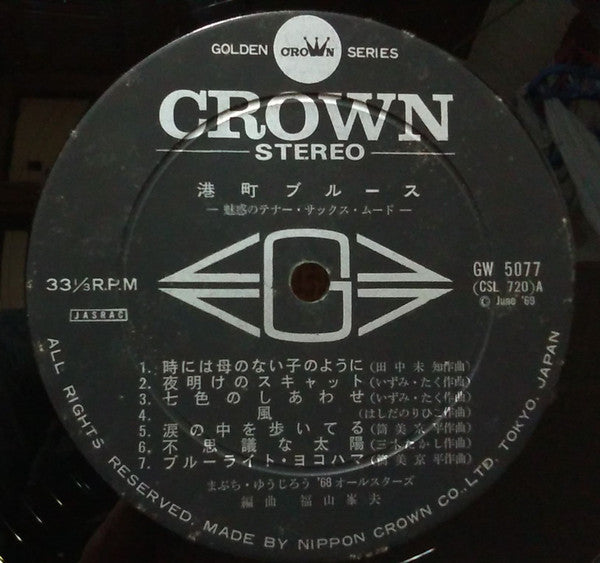 GOLDEN CROWN SERIES
CROWN
STEREO
港町ブルース
— 魅惑のテナー・サックス・ムード —
G
33⅓R.P.M
JASRAC
GW 5077
(CSL 720)A
© June '69
1. 時には母のない子のように(田中未知作曲)
2. 夜明けのスキャット(いずみ・たく作曲)
3. 七色のしあわせ(いずみ・たく作曲)
4. 風(はしだのりひこ作曲)
5. 涙の中を歩いてる(筒美京平作曲)
6. 不思議な太陽(三木たかし作曲)
7. ブルーライト・ヨコハマ(筒美京平作曲)
まぶち・ゆうじろう '68オールスターズ
編曲 福山峯夫
ALL RIGHTS RESERVED. MADE BY NIPPON CROWN CO., LTD. TOKYO, JAPAN